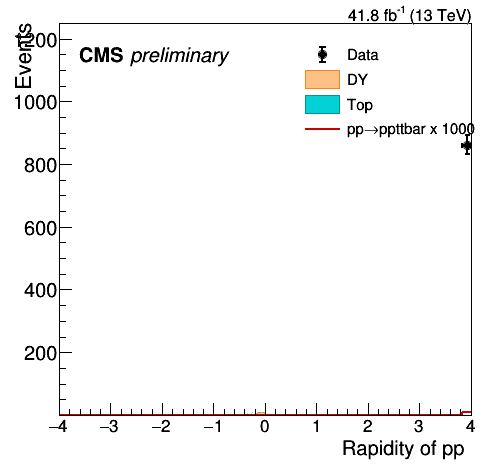 41.8 fb-1 (13 TeV)
CMS preliminary
Data
DY
Top
pp→ppttbar x 1000
Events
1200
1000
800
600
400
200
−4 −3 −2 −1 0 1 2 3 4
Rapidity of pp